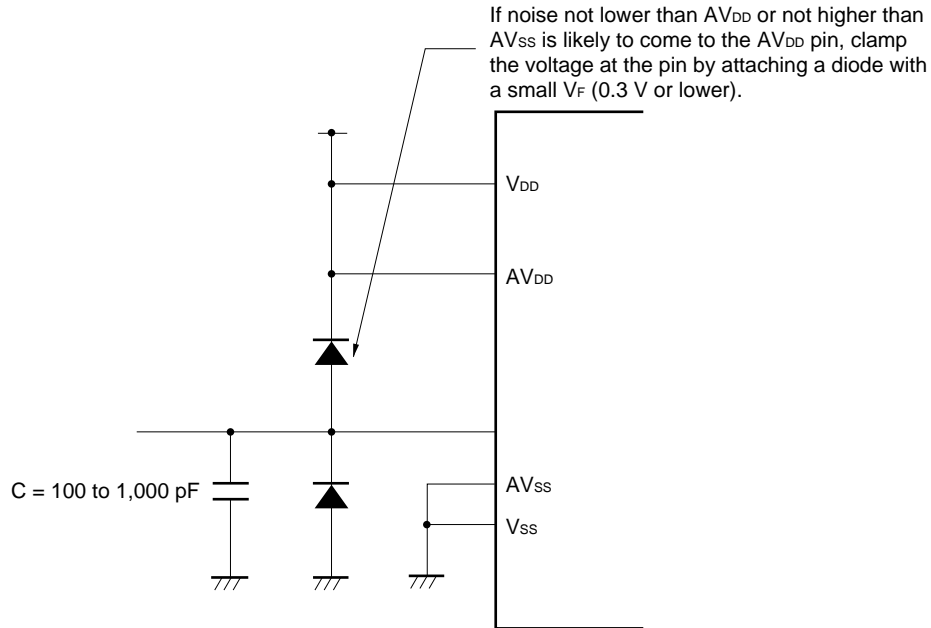 If noise not lower than AVDD or not higher than
AVSS is likely to come to the AVDD pin, clamp
the voltage at the pin by attaching a diode with
a small VF (0.3 V or lower).
VDD
AVDD
C = 100 to 1,000 pF
AVSS
VSS